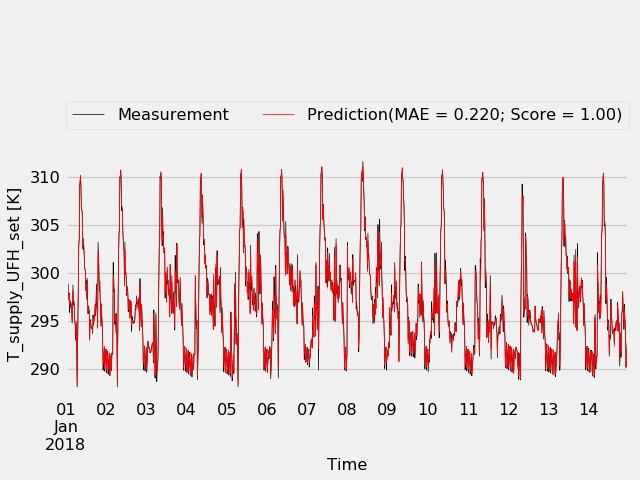 Measurement Prediction(MAE = 0.220; Score = 1.00)
310
305
300
295
290
T_supply_UFH_set [K]
01 02 03 04 05 06 07 08 09 10 11 12 13 14
Jan
2018
Time